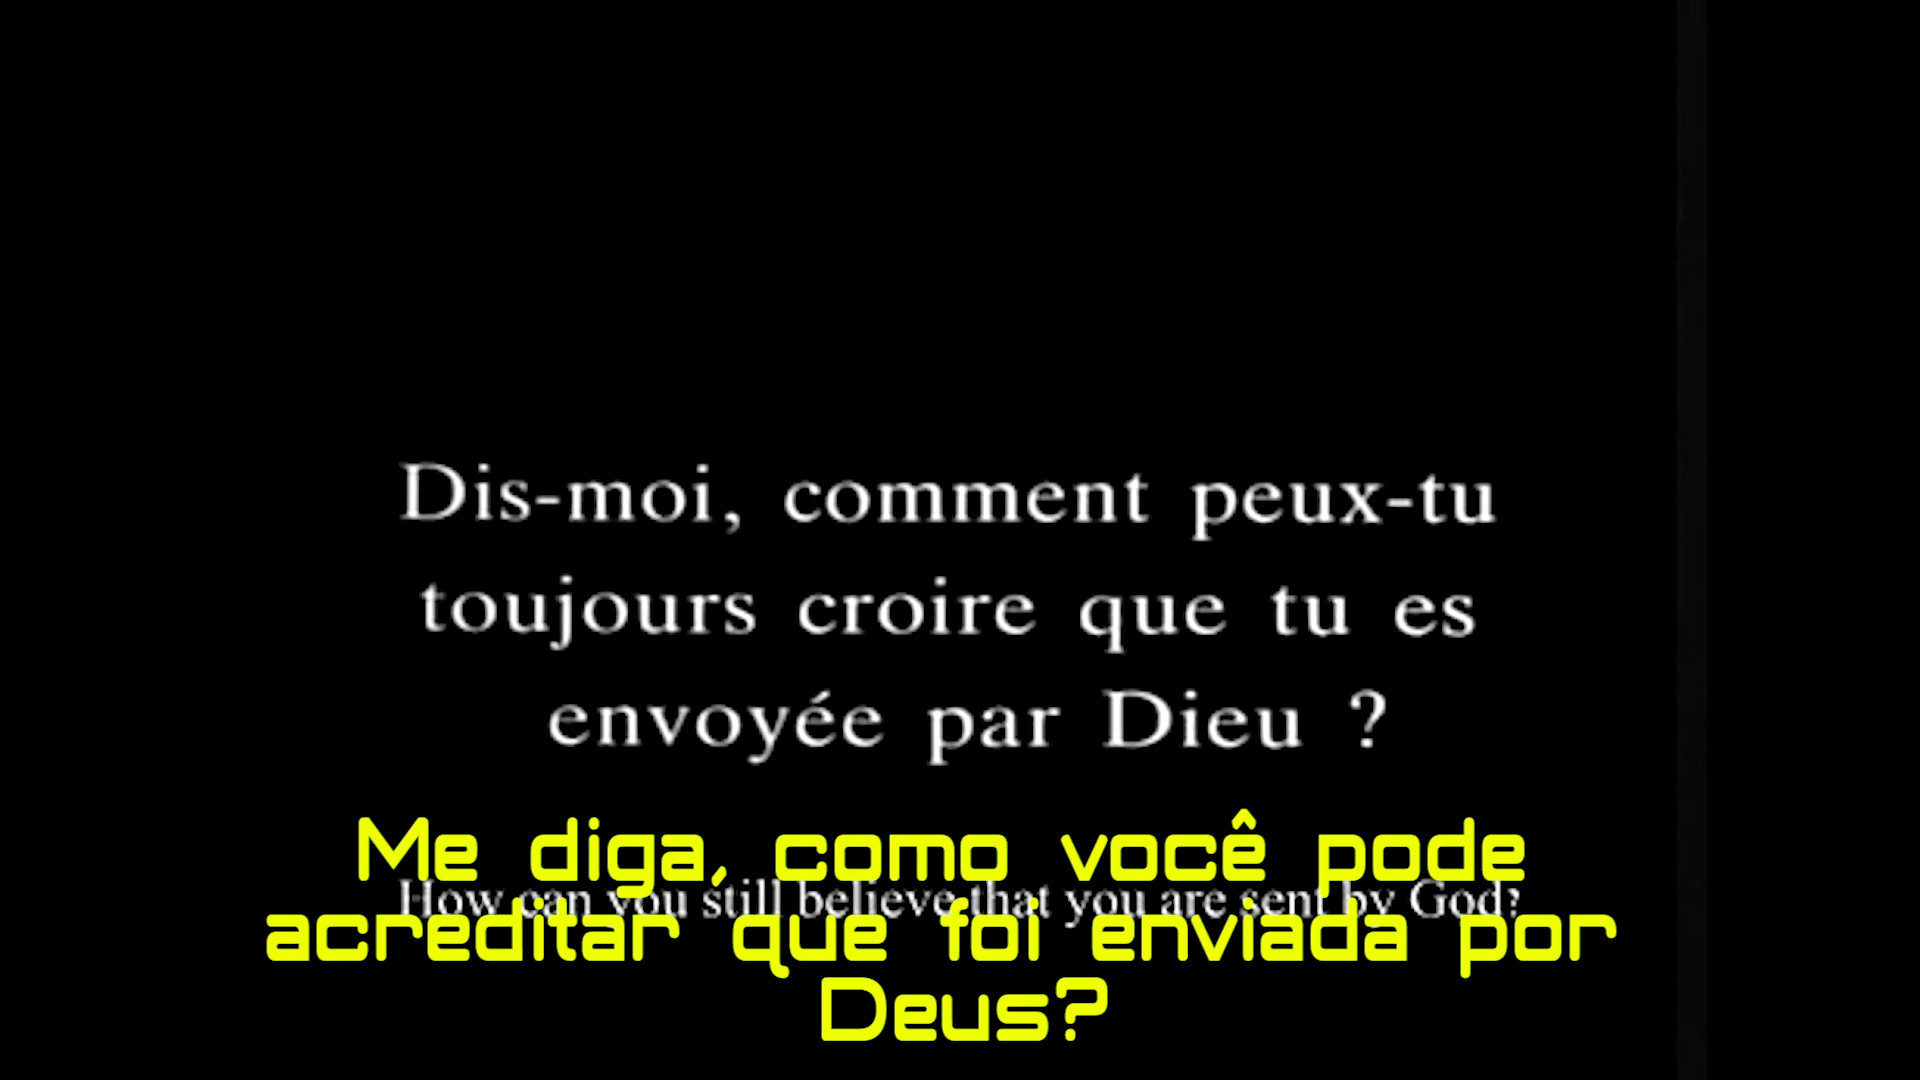 Dis-moi, comment peux-tu
toujours croire que tu es
envoyée par Dieu ?
Me diga, como você pode
How can you still believe that you are sent by God?
acreditar que foi enviada por
Deus?